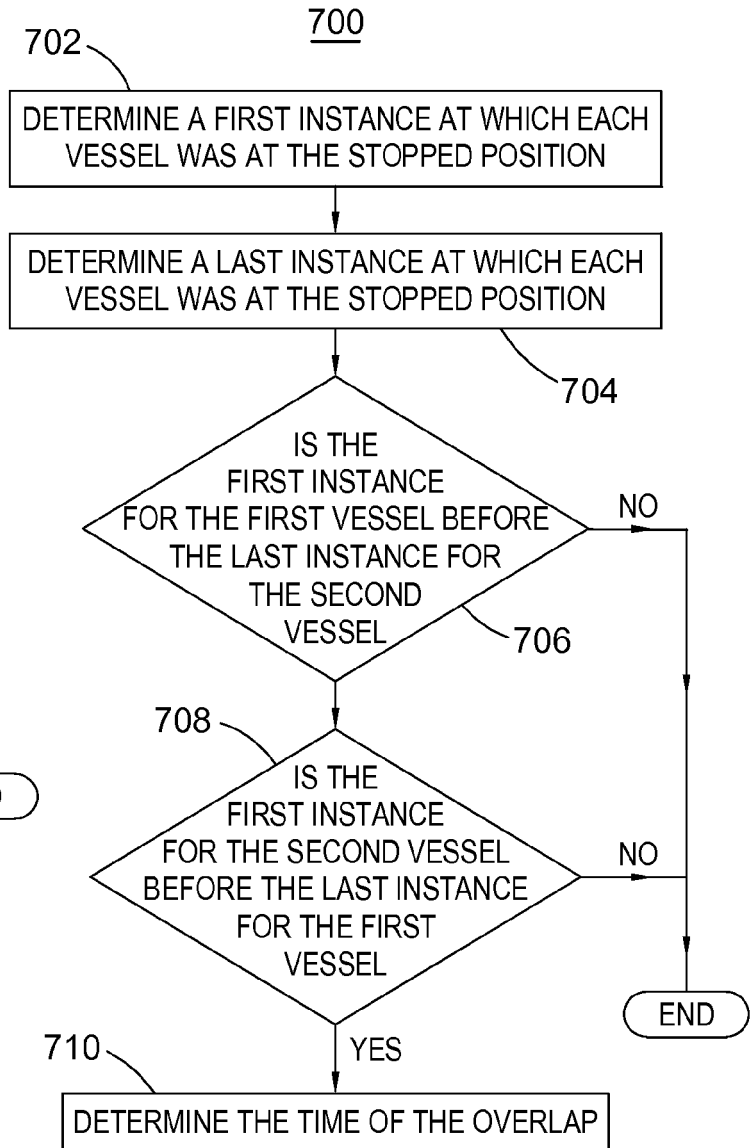 700
702
DETERMINE A FIRST INSTANCE AT WHICH EACH
VESSEL WAS AT THE STOPPED POSITION
DETERMINE A LAST INSTANCE AT WHICH EACH
VESSEL WAS AT THE STOPPED POSITION
704
IS THE
FIRST INSTANCE
FOR THE FIRST VESSEL BEFORE
THE LAST INSTANCE FOR
THE SECOND
VESSEL
NO
706
708
IS THE
FIRST INSTANCE
FOR THE SECOND VESSEL
BEFORE THE LAST INSTANCE
FOR THE FIRST
VESSEL
NO
END
YES
710
DETERMINE THE TIME OF THE OVERLAP